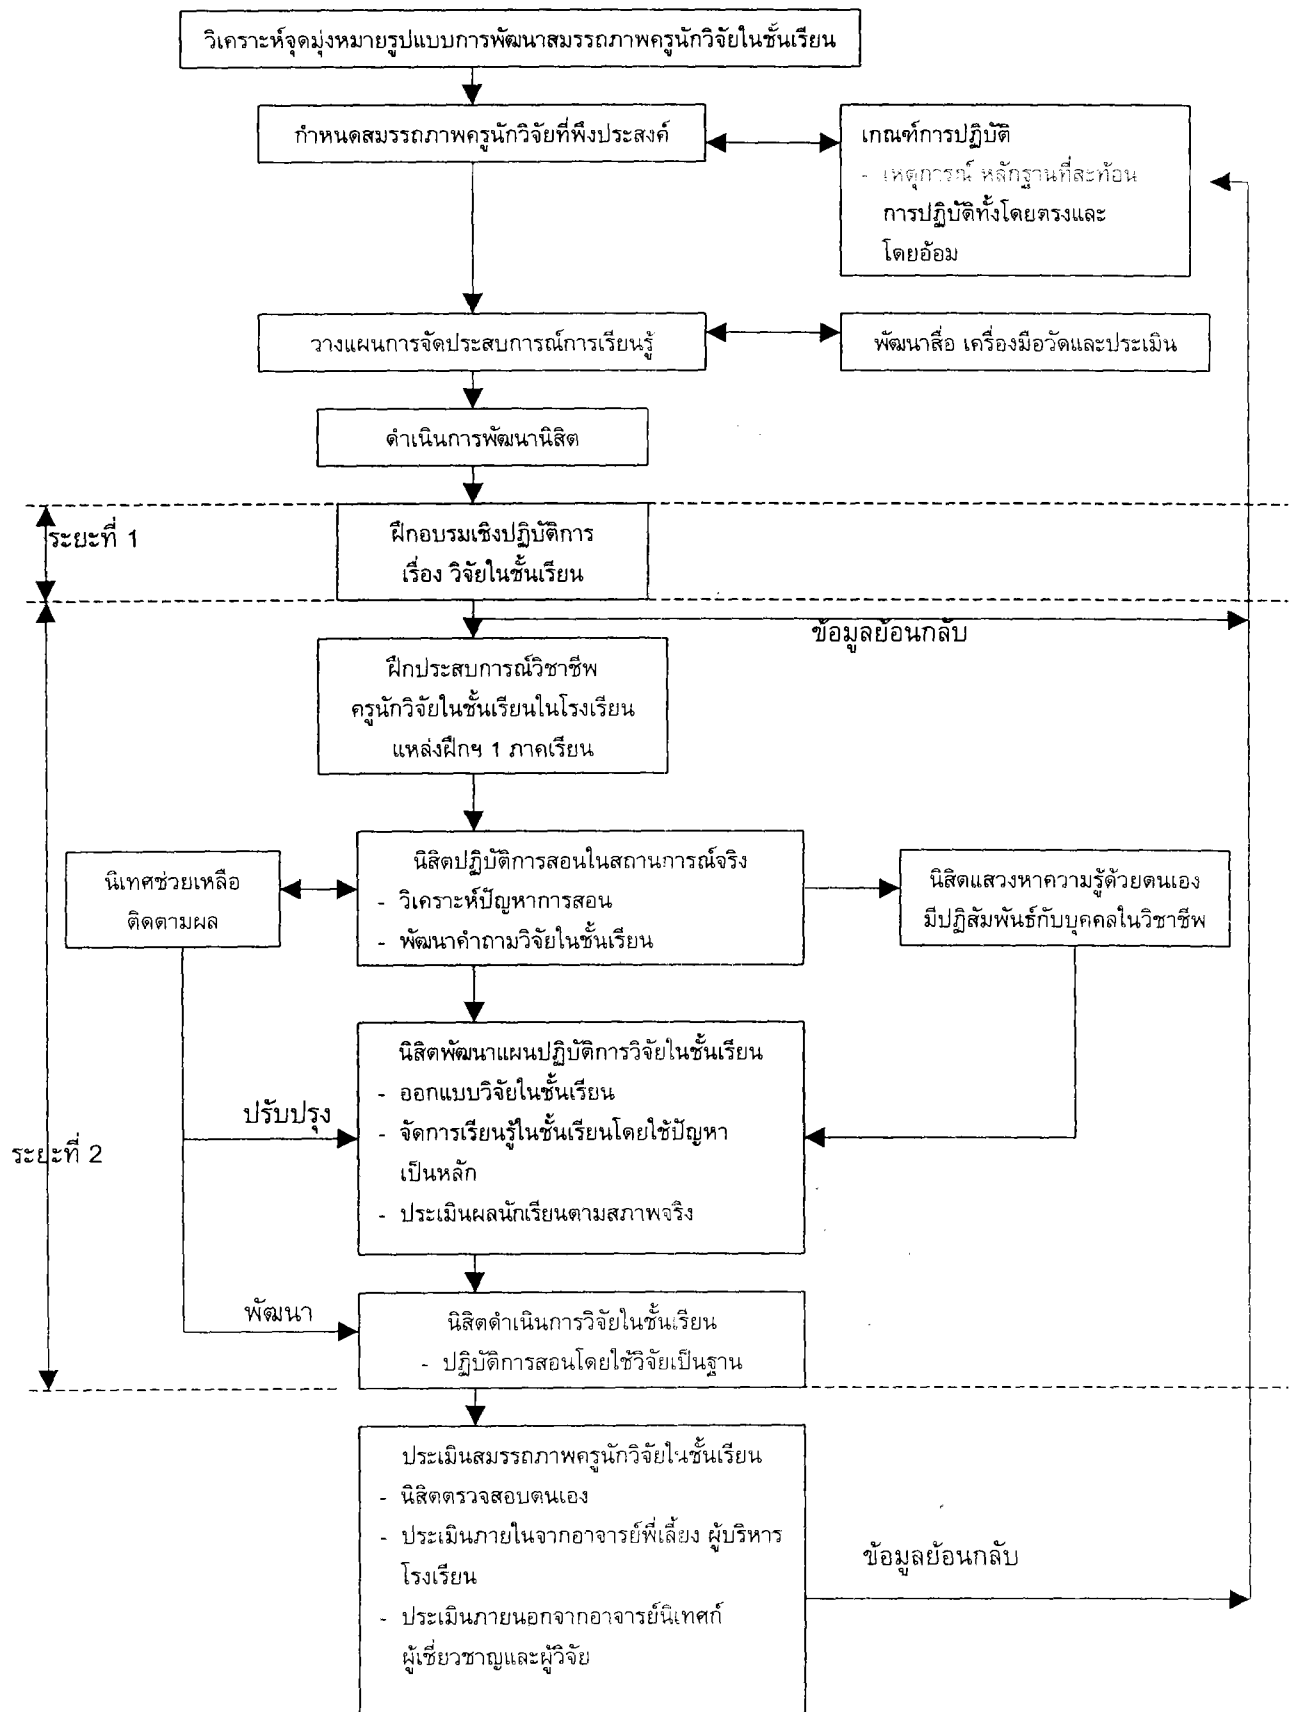 วิเคราะห์จุดมุ่งหมายรูปแบบการพัฒนาสมรรถภาพครูนักวิจัยในชั้นเรียน
กำหนดสมรรถภาพครูนักวิจัยที่พึงประสงค์
เกณฑ์การปฏิบัติ
- เหตุการณ์ หลักฐานที่สะท้อน
การปฏิบัติทั้งโดยตรงและ
โดยอ้อม
วางแผนการจัดประสบการณ์การเรียนรู้
พัฒนาสื่อ เครื่องมือวัดและประเมิน
ดำเนินการพัฒนานิสิต
ระยะที่ 1
ฝึกอบรมเชิงปฏิบัติการ
เรื่อง วิจัยในชั้นเรียน
ข้อมูลย้อนกลับ
ฝึกประสบการณ์วิชาชีพ
ครูนักวิจัยในชั้นเรียนในโรงเรียน
แหล่งฝึกฯ 1 ภาคเรียน
นิเทศช่วยเหลือ
ติดตามผล
นิสิตปฏิบัติการสอนในสถานการณ์จริง
- วิเคราะห์ปัญหาการสอน
- พัฒนาคำถามวิจัยในชั้นเรียน
นิสิตแสวงหาความรู้ด้วยตนเอง
มีปฏิสัมพันธ์กับบุคคลในวิชาชีพ
ระยะที่ 2
ปรับปรุง
นิสิตพัฒนาแผนปฏิบัติการวิจัยในชั้นเรียน
- ออกแบบวิจัยในชั้นเรียน
- จัดการเรียนรู้ในชั้นเรียนโดยใช้ปัญหา
เป็นหลัก
- ประเมินผลนักเรียนตามสภาพจริง
พัฒนา
นิสิตดำเนินการวิจัยในชั้นเรียน
- ปฏิบัติการสอนโดยใช้วิจัยเป็นฐาน
ประเมินสมรรถภาพครูนักวิจัยในชั้นเรียน
- นิสิตตรวจสอบตนเอง
- ประเมินภายในจากอาจารย์พี่เลี้ยง ผู้บริหาร
โรงเรียน
- ประเมินภายนอกจากอาจารย์นิเทศก์
ผู้เชี่ยวชาญและผู้วิจัย
ข้อมูลย้อนกลับ